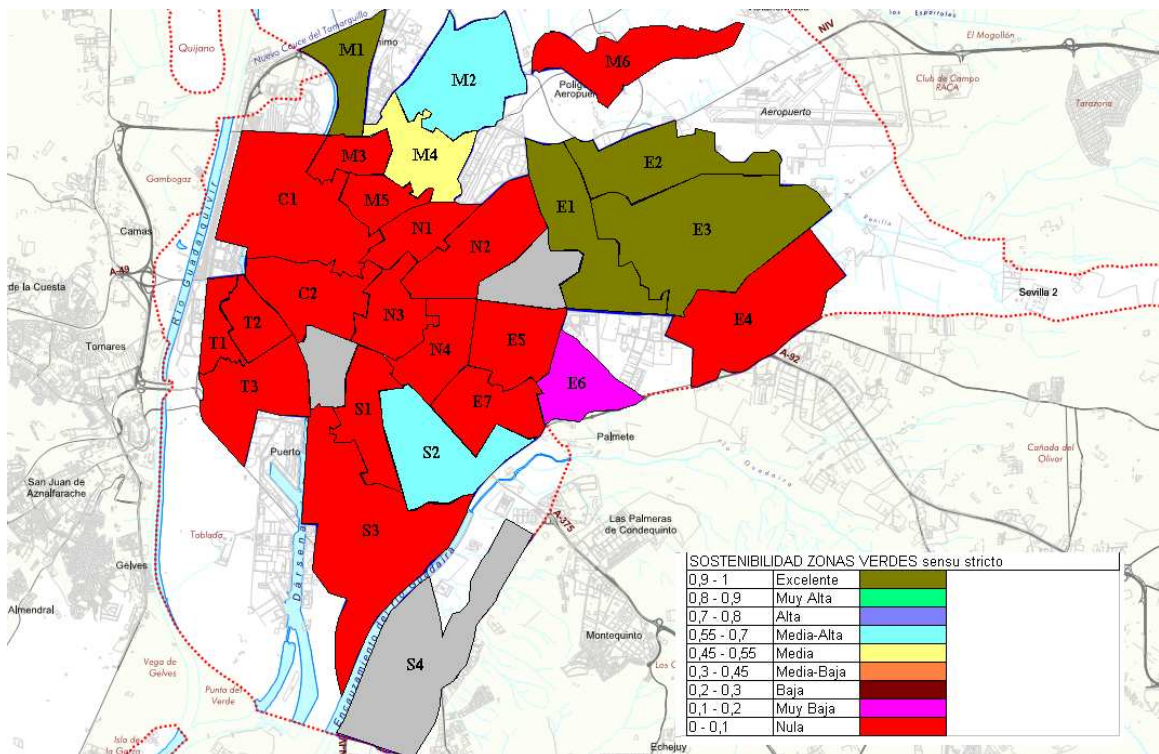 los Espartales
Quijano
Nuevo Cauce del Tamarguillo
NIV
El Mogollón
M1
M2
M6
Club de Campo
RACA
Aeropuerto
Tarazona
M3
M4
E2
Gambogaz
C1
M5
E1
E3
N1
N2
Camas
A-49
Río Guadalquivir
de la Cuesta
C2
Sevilla 2
T2
N3
E4
T1
N4
E5
Tomares
A-92
T3
E6
S1
E7
Palmete
Puerto
S2
Río Guadaira
Cañada del
Olivar
San Juan de
Aznalfarache
A-375
Las Palmeras
de Condequinto
Tablada
S3
Gelves
Darsena
Encauzamiento del río Guadaira
Almendral
Montequinto
S4
Vega de
Gelves
Punta del
Verde
Isla de
la Garza
Echejuy
SOSTENIBILIDAD ZONAS VERDES sensu stricto
0,9 - 1 Excelente
0,8 - 0,9 Muy Alta
0,7 - 0,8 Alta
0,55 - 0,7 Media-Alta
0,45 - 0,55 Media
0,3 - 0,45 Media-Baja
0,2 - 0,3 Baja
0,1 - 0,2 Muy Baja
0 - 0,1 Nula